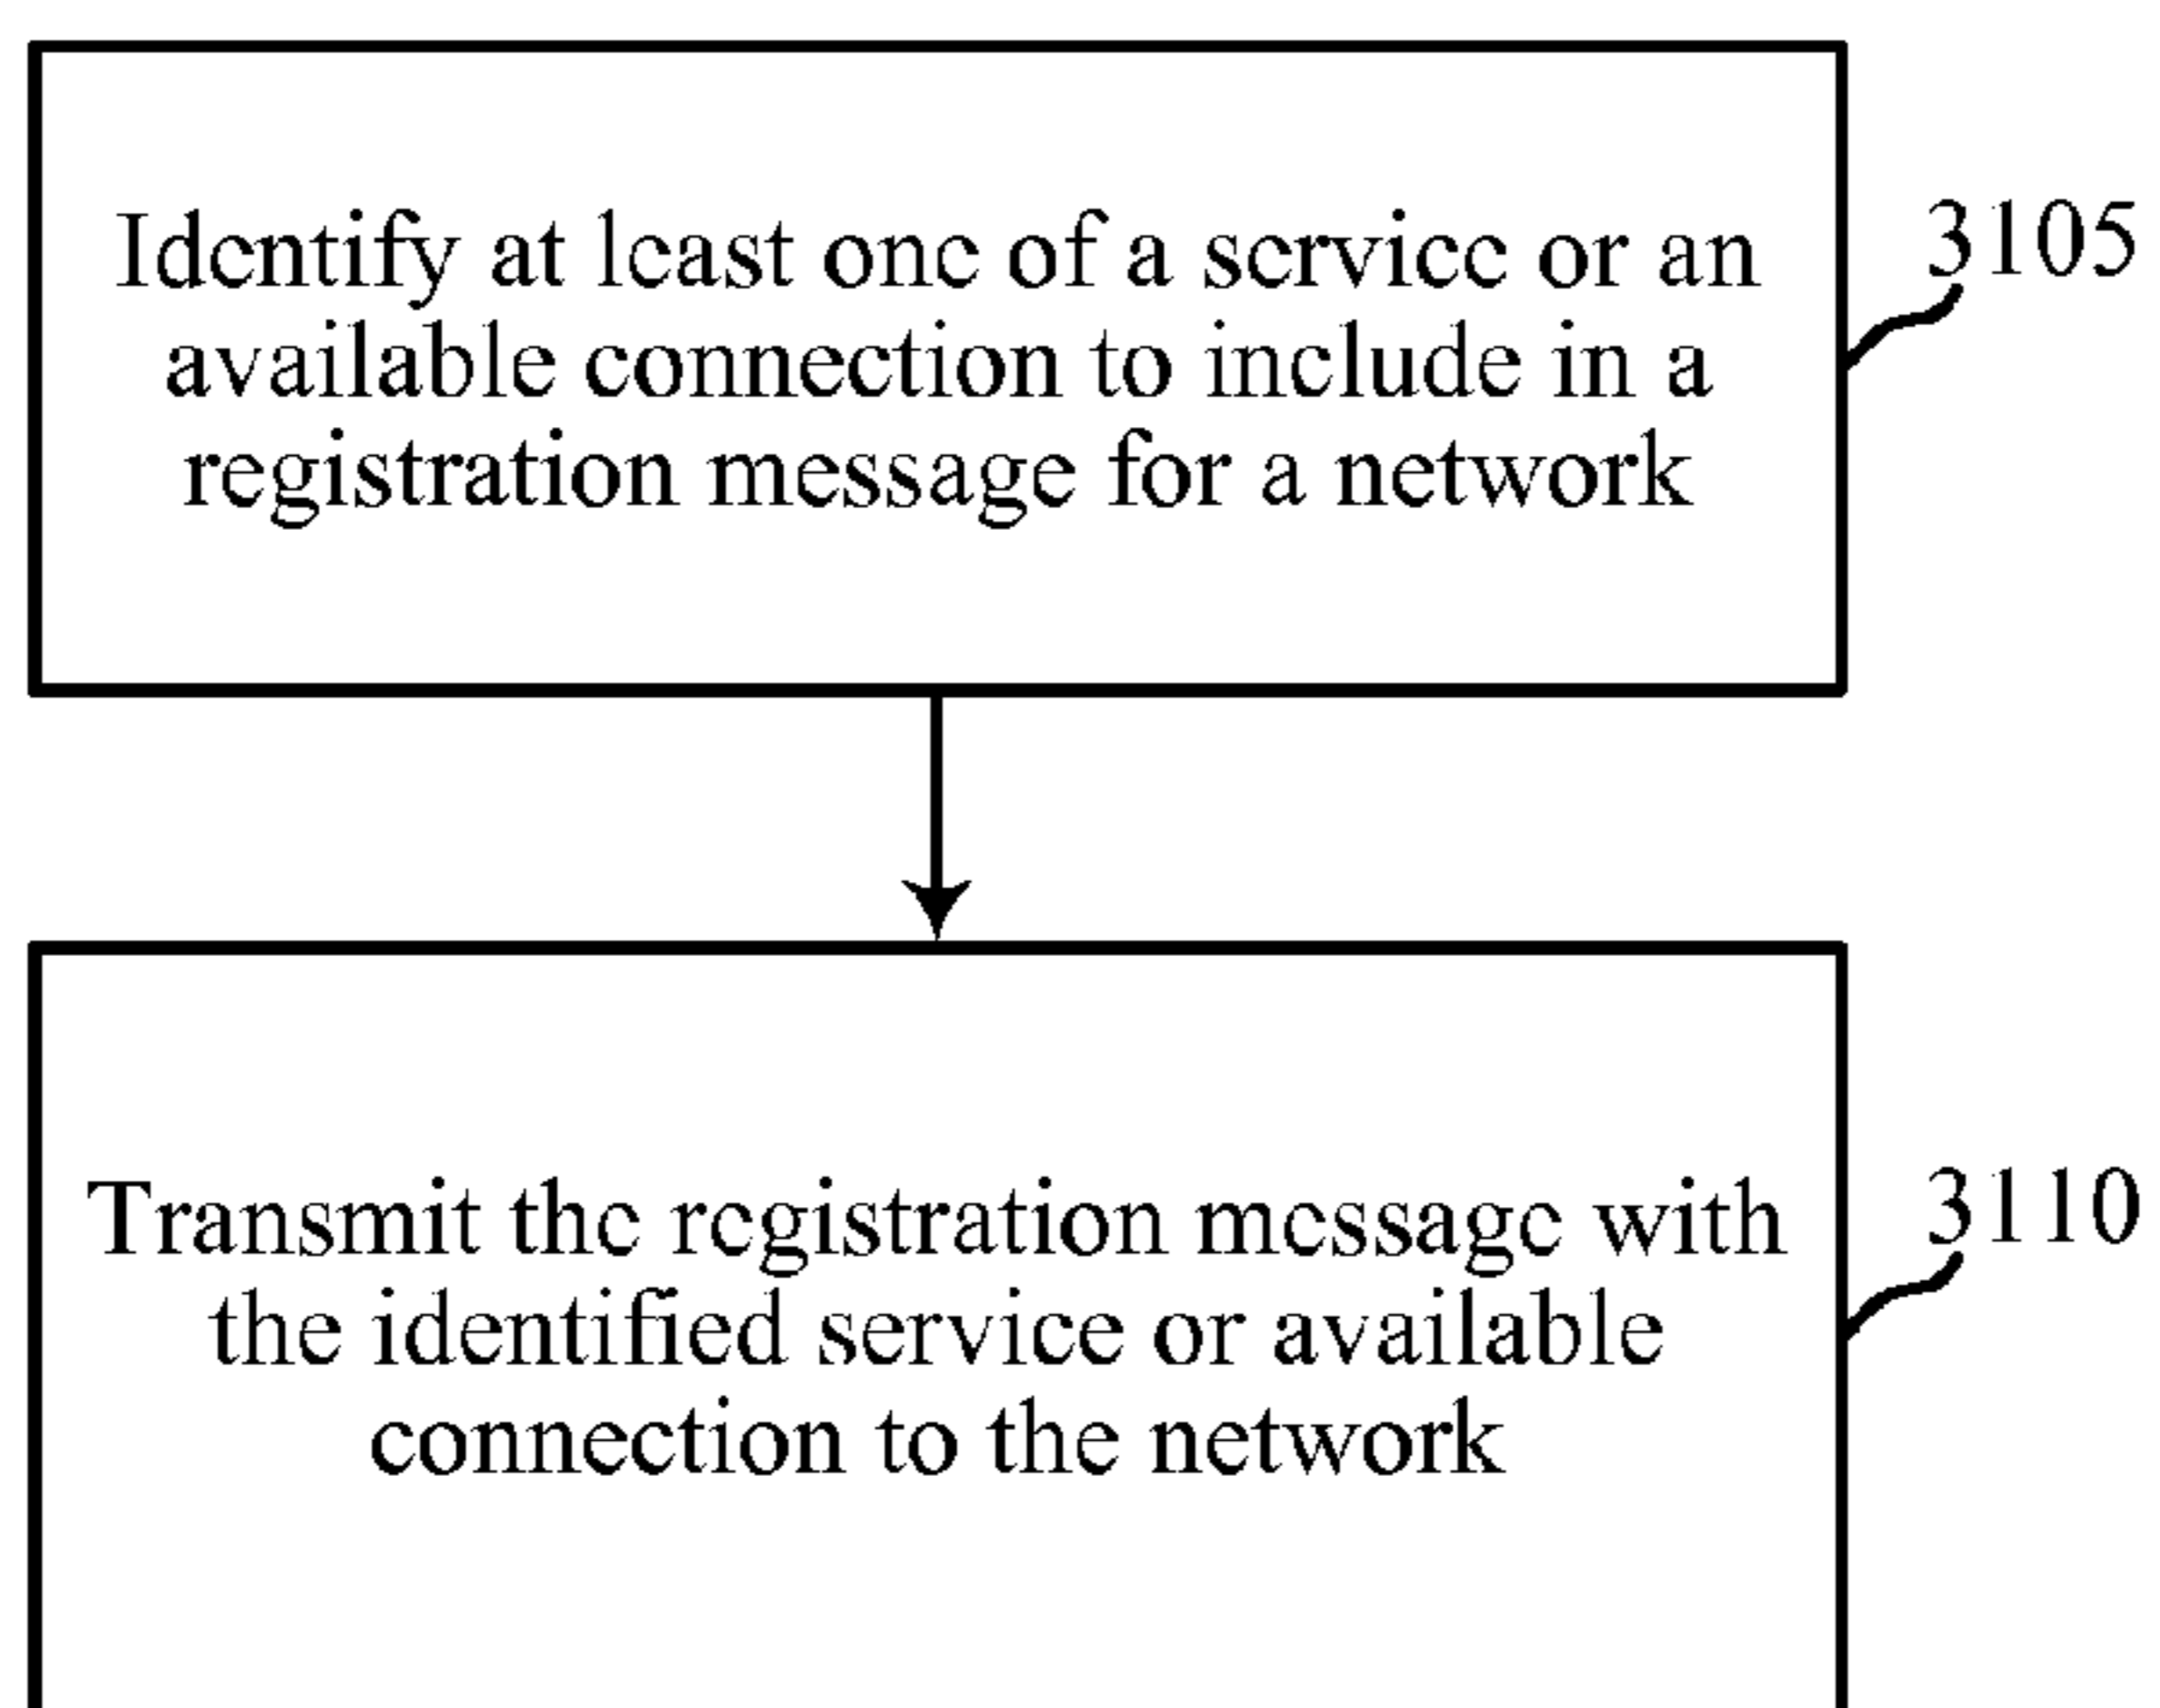 Identify at least one of a service or an
available connection to include in a
registration message for a network
3105
Transmit the registration message with
the identified service or available
connection to the network
3110